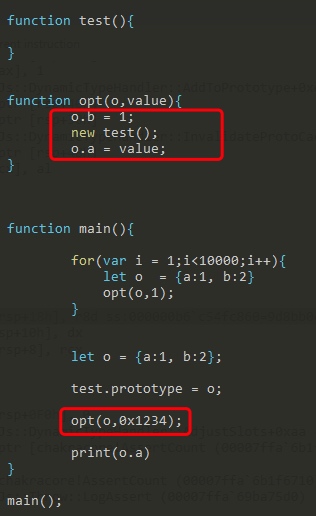 function test(){
}
function opt(o,value){
o.b = 1;
new test();
o.a = value;
}
function main(){
for(var i = 1;i<10000;i++){
let o  = {a:1, b:2}
opt(o,1);
}
let o = {a:1, b:2};
test.prototype = o;
opt(o,0x1234);
print(o.a)
}
main();